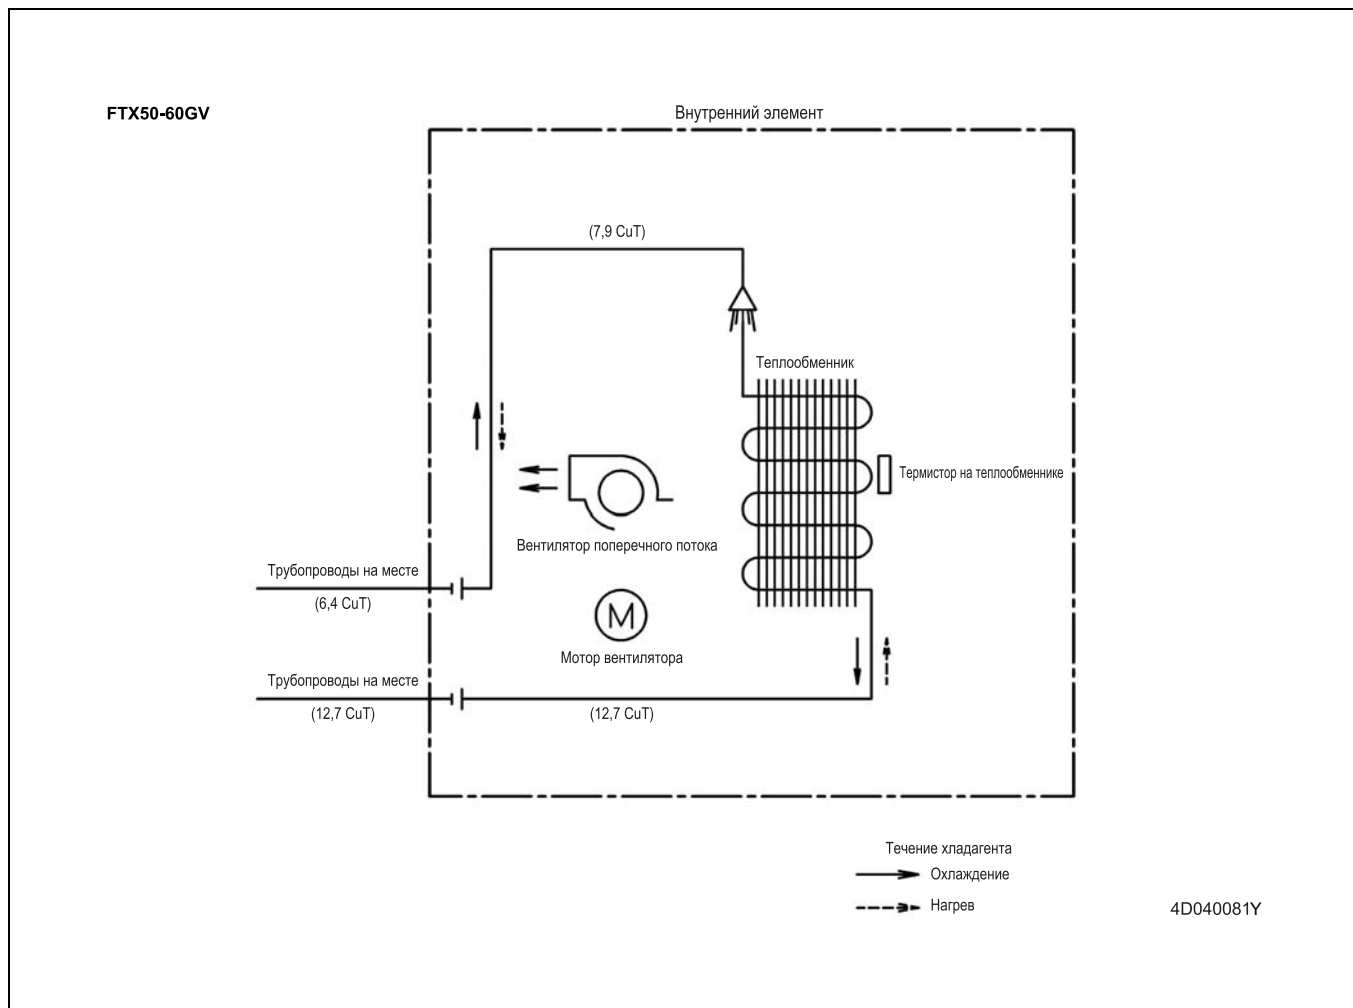 FTX50-60GV
Внутренний элемент
(7,9 CuT)
Теплообменник
Термистор на теплообменнике
Вентилятор поперечного потока
Трубопроводы на месте
(6,4 CuT)
M
Мотор вентилятора
Трубопроводы на месте
(12,7 CuT)
(12,7 CuT)
Течение хладагента
Охлаждение
Нагрев
4D040081Y